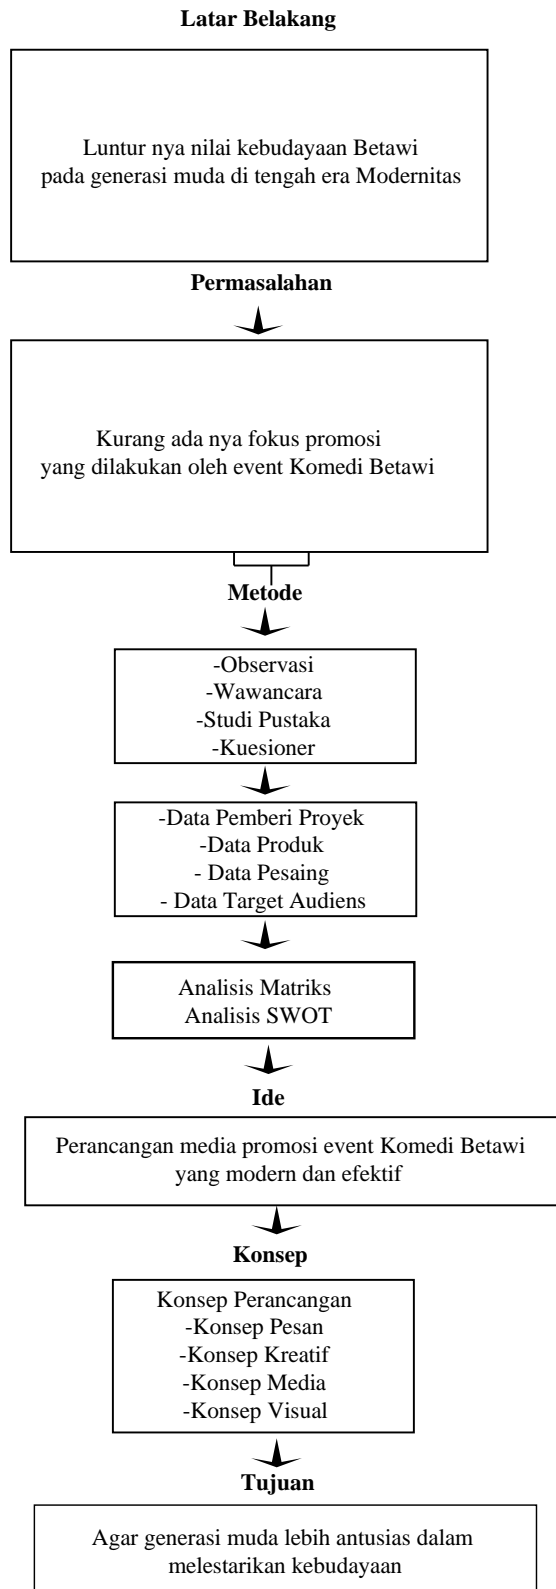 Latar Belakang
Luntur nya nilai kebudayaan Betawi
pada generasi muda di tengah era Modernitas
Permasalahan
Kurang ada nya fokus promosi
yang dilakukan oleh event Komedi Betawi
Metode
-Observasi
-Wawancara
-Studi Pustaka
-Kuesioner
-Data Pemberi Proyek
-Data Produk
- Data Pesaing
- Data Target Audiens
Analisis Matriks
Analisis SWOT
Ide
Perancangan media promosi event Komedi Betawi
yang modern dan efektif
Konsep
Konsep Perancangan
-Konsep Pesan
-Konsep Kreatif
-Konsep Media
-Konsep Visual
Tujuan
Agar generasi muda lebih antusias dalam
melestarikan kebudayaan